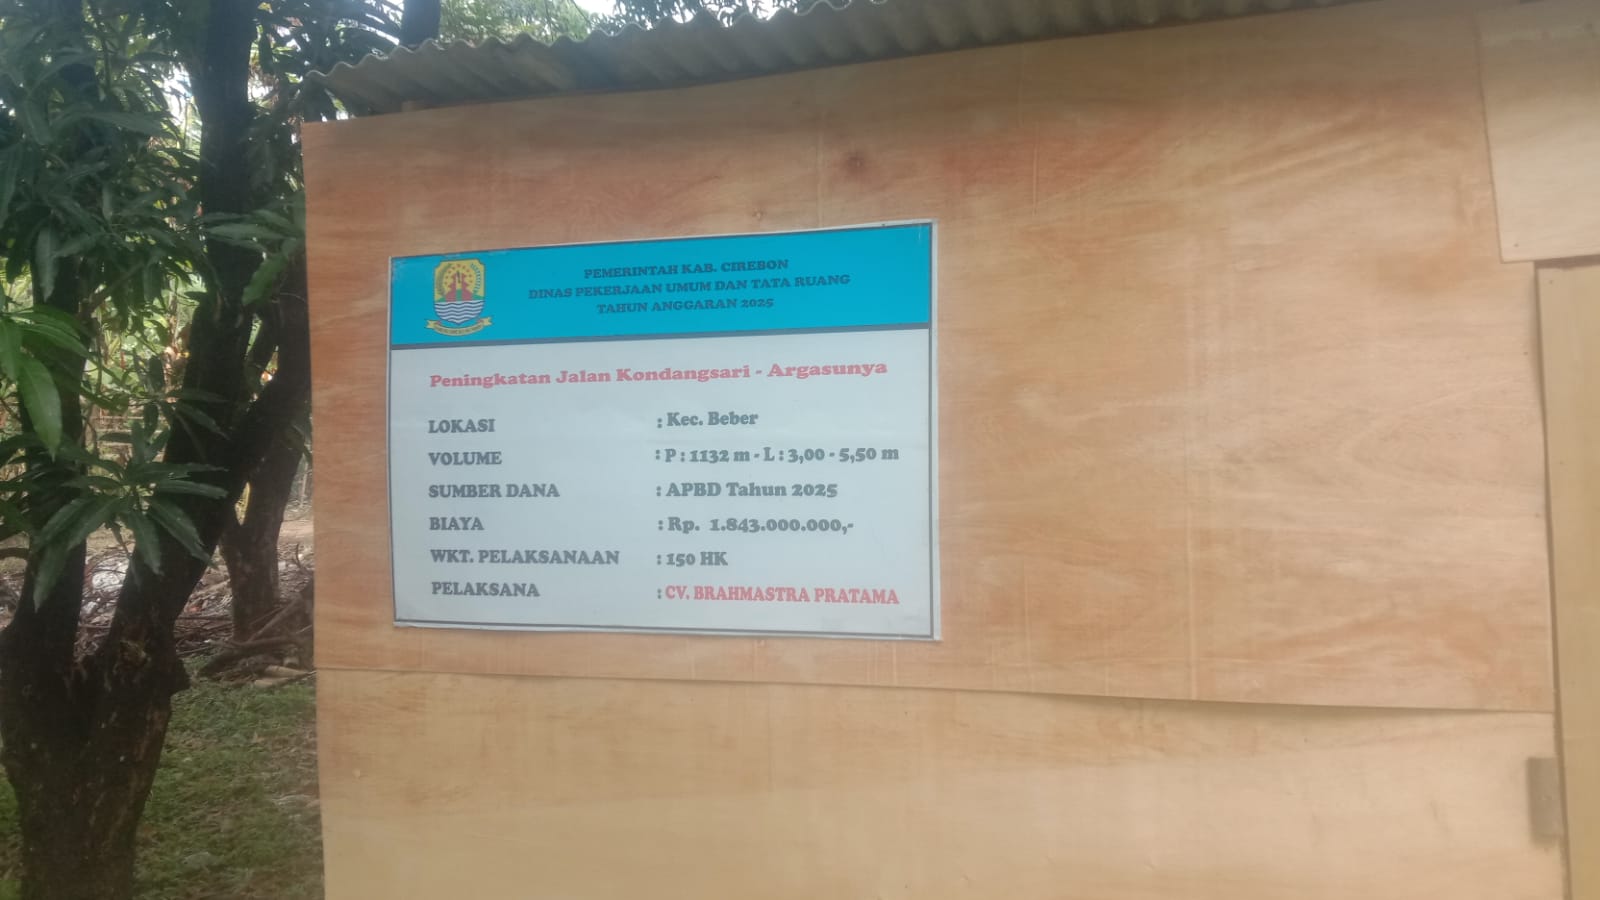 PEMERINTAH KAB. CIREBON
DINAS PEKERJAAN UMUM DAN TATA RUANG
TAHUN ANGGARAN 2025
Peningkatan Jalan Kondangsari - Argasunya
LOKASI : Kec. Beber
VOLUME : P : 1132 m - L : 3,00 - 5,50 m
SUMBER DANA : APBD Tahun 2025
BIAYA : Rp. 1.843.000.000,-
WKT. PELAKSANAAN : 150 HK
PELAKSANA : CV. BRAHMASTRA PRATAMA